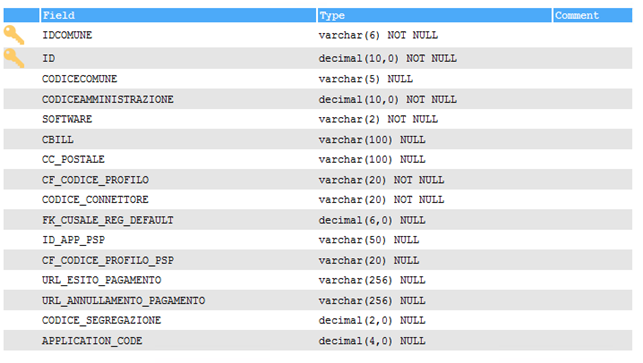 Field Type Comment
IDCOMUNE varchar(6) NOT NULL
ID decimal(10,0) NOT NULL
CODICECOMUNE varchar(5) NULL
CODICEAMMINISTRAZIONE decimal(10,0) NOT NULL
SOFTWARE varchar(2) NOT NULL
CBILL varchar(100) NULL
CC_POSTALE varchar(100) NULL
CF_CODICE_PROFILO varchar(20) NOT NULL
CODICE_CONNETTORE varchar(20) NOT NULL
FK_CUSALE_REG_DEFAULT decimal(6,0) NULL
ID_APP_PSP varchar(50) NULL
CF_CODICE_PROFILO_PSP varchar(20) NULL
URL_ESITO_PAGAMENTO varchar(256) NULL
URL_ANNULLAMENTO_PAGAMENTO varchar(256) NULL
CODICE_SEGREGAZIONE decimal(2,0) NULL
APPLICATION_CODE decimal(4,0) NULL